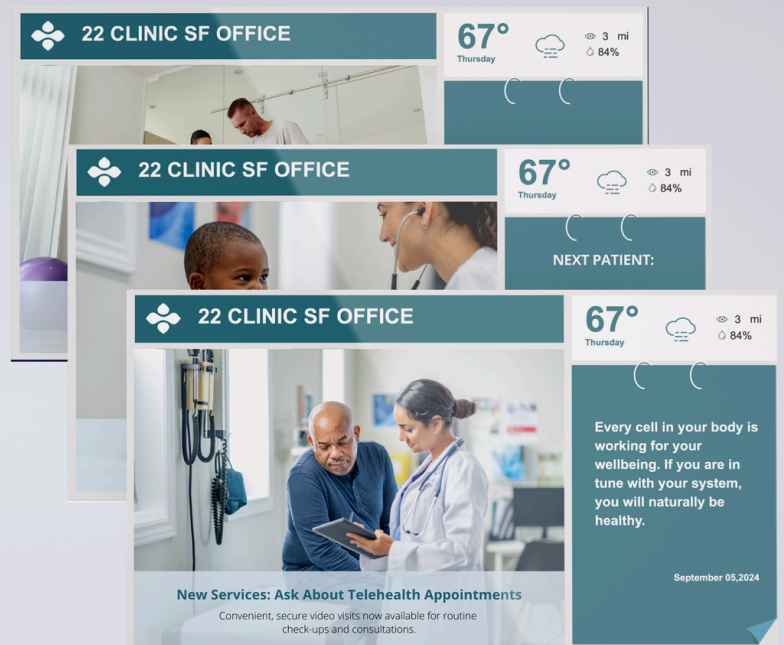 22 CLINIC SF OFFICE
67°
Thursday
3 mi
84%
22 CLINIC SF OFFICE
67°
Thursday
3 mi
84%
NEXT PATIENT:
22 CLINIC SF OFFICE
67°
Thursday
3 mi
84%
Every cell in your body is
working for your
wellbeing. If you are in
tune with your system,
you will naturally be
healthy.
September 05,2024
New Services: Ask About Telehealth Appointments
Convenient, secure video visits now available for routine
check-ups and consultations.